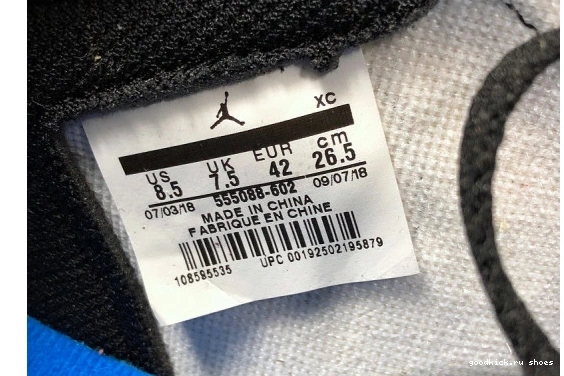 XC
US UK EUR cm
8.5 7.5 42 26.5
07/03/18 555088-602 09/07/18
MADE IN CHINA
FABRIQUE EN CHINE
108595535 UPC 00192502195879
goodkick.ru shoes